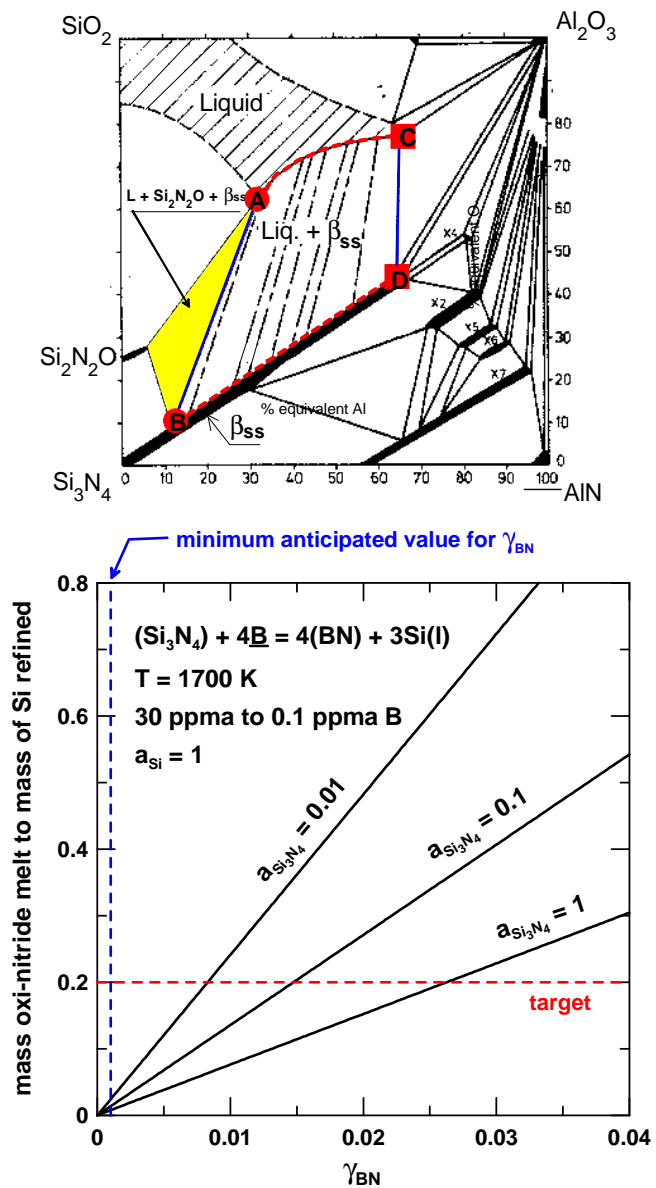 SiO₂
Al₂O₃
Liquid
C
80
70
L + Si₂N₂O + βss
A
Liq. + βss
60
x4
equivalent O
50
D
40
x2
x5
30
Si₂N₂O
x6
x7
20
B
% equivalent Al
βss
10
0
Si₃N₄
0 10 20 30 40 50 60 70 80 90 100
AlN
minimum anticipated value for γBN
0.8
(Si₃N₄) + 4B = 4(BN) + 3Si(l)
T = 1700 K
30 ppma to 0.1 ppma B
aSi = 1
0.6
aSi₃N₄ = 0.01
aSi₃N₄ = 0.1
0.4
aSi₃N₄ = 1
0.2
target
0
0 0.01 0.02 0.03 0.04
mass oxi-nitride melt to mass of Si refined
γBN